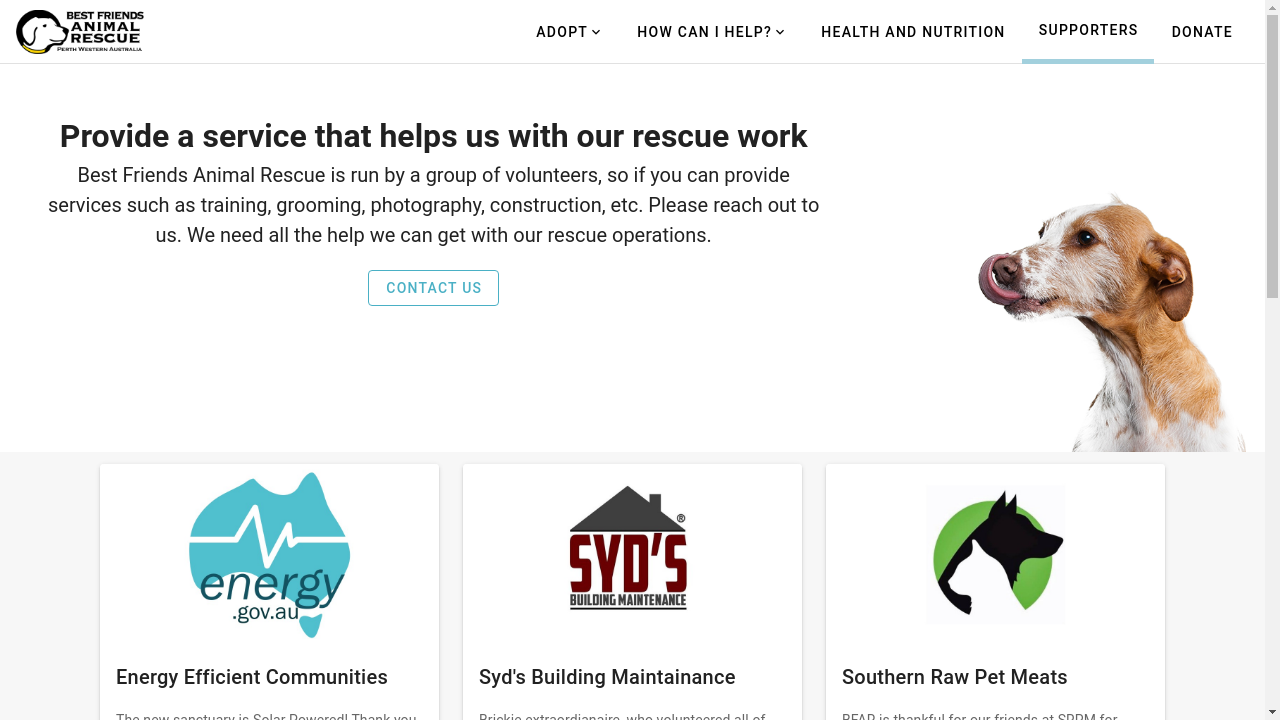 BEST FRIENDS
ANIMAL
RESCUE
PERTH WESTERN AUSTRALIA
ADOPT
HOW CAN I HELP?
HEALTH AND NUTRITION
SUPPORTERS
DONATE
Provide a service that helps us with our rescue work
Best Friends Animal Rescue is run by a group of volunteers, so if you can provide
services such as training, grooming, photography, construction, etc. Please reach out to
us. We need all the help we can get with our rescue operations.
CONTACT US
energy
.gov.au
SYD'S ®
BUILDING MAINTENANCE
Energy Efficient Communities
Syd's Building Maintainance
Southern Raw Pet Meats
The new sanctuary is Solar Powered! Thank you
Brickie extraordianaire, who volunteered all of
BFAR is thankful for our friends at SRPM for